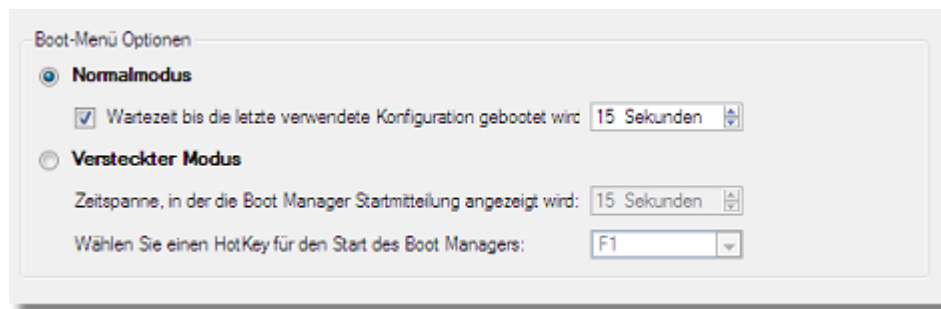 Boot-Menü Optionen
Normalmodus
Wartezeit bis die letzte verwendete Konfiguration gebootet wird 15 Sekunden
Versteckter Modus
Zeitspanne, in der die Boot Manager Startmitteilung angezeigt wird: 15 Sekunden
Wählen Sie einen HotKey für den Start des Boot Managers: F1